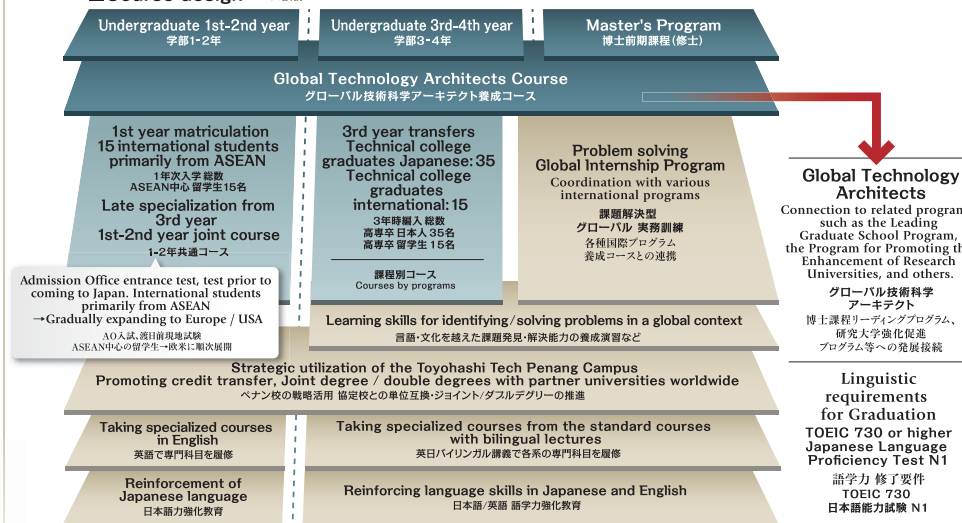 Course design
Undergraduate 1st-2nd year
学部1-2年
Undergraduate 3rd-4th year
学部3-4年
Master's Program
博士前期課程(修士)
Global Technology Architects Course
グローバル技術科学アーキテクト養成コース
1st year matriculation
15 international students
primarily from ASEAN
1年次入学 総数
ASEAN中心 留学生15名
Late specialization from
3rd year
1st-2nd year joint course
1-2年共通コース
Admission Office entrance test, test prior to
coming to Japan. International students
primarily from ASEAN
→Gradually expanding to Europe / USA
AO入試、渡日前現地試験
ASEAN中心の留学生→欧米に順次展開
3rd year transfers
Technical college
graduates Japanese: 35
Technical college
graduates
international: 15
3年時編入 総数
高専卒 日本人 35名
高専卒 留学生 15名
課程別コース
Courses by programs
Problem solving
Global Internship Program
Coordination with various
international programs
課題解決型
グローバル 実務訓練
各種国際プログラム
養成コースとの連携
Learning skills for identifying/solving problems in a global context
言語・文化を越えた課題発見・解決能力の養成演習など
Strategic utilization of the Toyohashi Tech Penang Campus
Promoting credit transfer, Joint degree / double degrees with partner universities worldwide
ペナン校の戦略活用 協定校との単位互換・ジョイント/ダブルデグリーの推進
Taking specialized courses
in English
英語で専門科目を履修
Taking specialized courses from the standard courses
with bilingual lectures
英日バイリンガル講義で各系の専門科目を履修
Reinforcement of
Japanese language
日本語力強化教育
Reinforcing language skills in Japanese and English
日本語/英語 語学力強化教育
Global Technology
Architects
Connection to related program
such as the Leading
Graduate School Program,
the Program for Promoting th
Enhancement of Research
Universities, and others.
グローバル技術科学
アーキテクト
博士課程リーディングプログラム、
研究大学強化促進
プログラム等への発展接続
Linguistic
requirements
for Graduation
TOEIC 730 or higher
Japanese Language
Proficiency Test N1
語学力 修了要件
TOEIC 730
日本語能力試験 N1